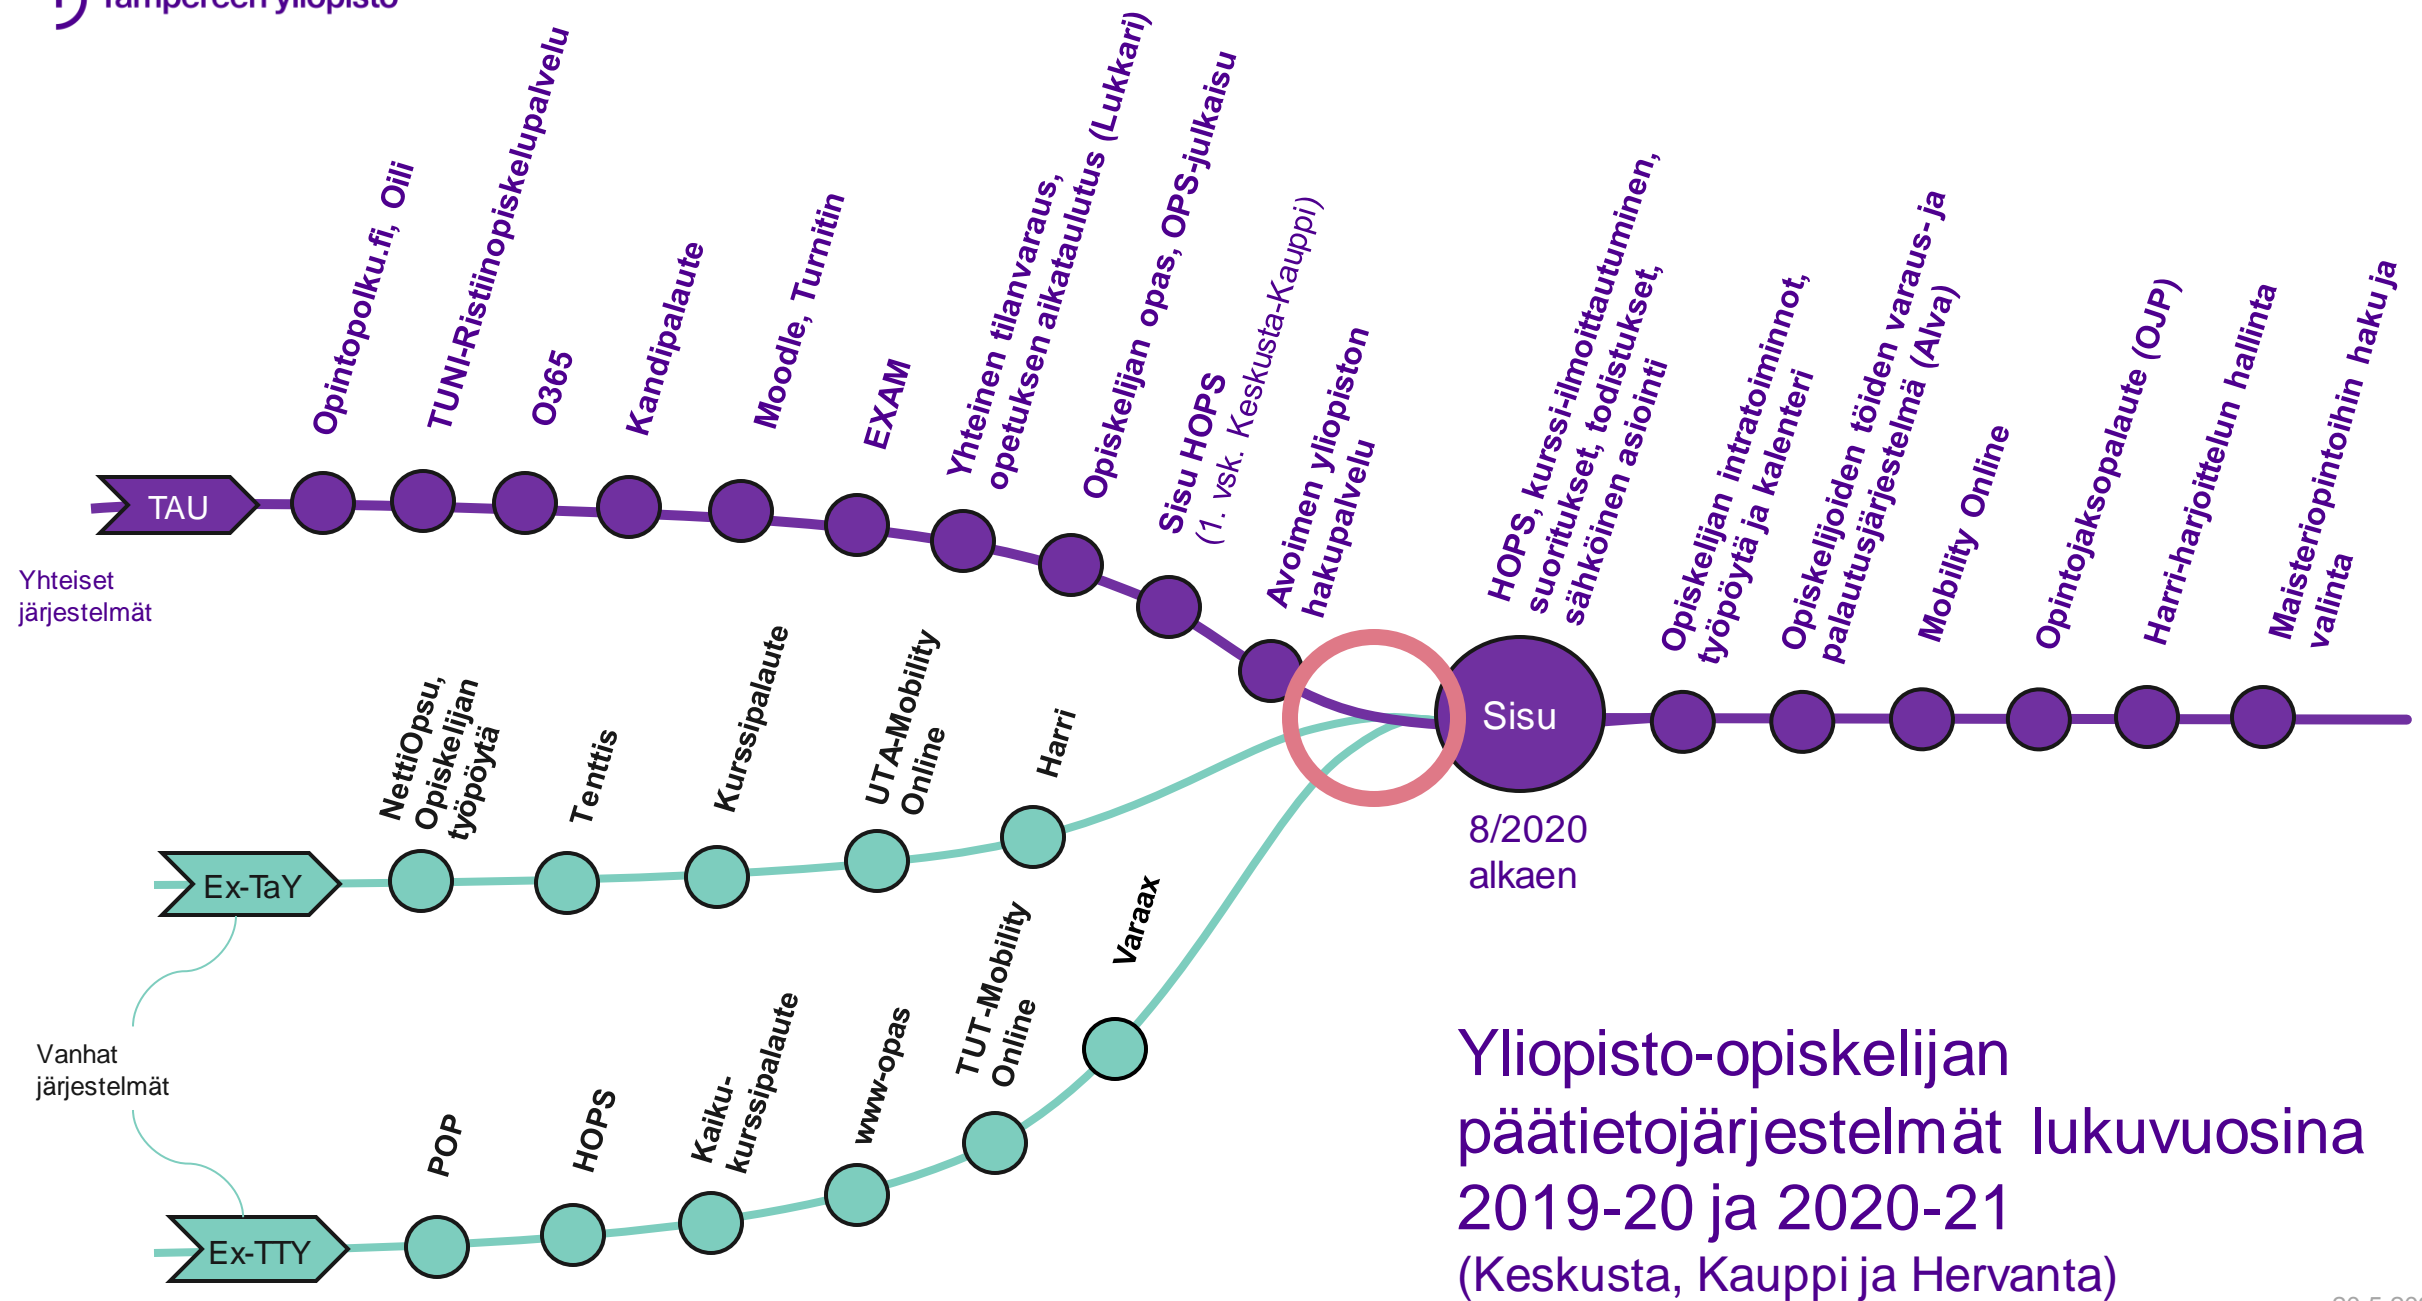 Tampereen yliopisto
Opintopolku.fi, Oili
TUNI-Ristiinopiskelupalvelu
O365
Kandipalaute
Moodle, Turnitin
EXAM
Yhteinen tilanvaraus,
opetuksen aikataulutus (Lukkari)
Opiskelijan opas, OPS-julkaisu
Sisu HOPS
(1. vsk. Keskusta-Kauppi)
Avoimen yliopiston
hakupalvelu
HOPS, kurssi-ilmoittautuminen,
suoritukset, todistukset,
sähköinen asiointi
Opiskelijan intratoiminnot,
työpöytä ja kalenteri
Opiskelijoiden töiden varaus- ja
palautusjärjestelmä (Alva)
Mobility Online
Opintojaksopalaute (OJP)
Harri-harjoittelun hallinta
Maisteriopintoihin haku ja
valinta
TAU
Yhteiset
järjestelmät
Sisu
8/2020
alkaen
NettiOpsu,
Opiskelijan
työpöytä
Tenttis
Kurssipalaute
UTA-Mobility
Online
Harri
Ex-TaY
Vanhat
järjestelmät
POP
HOPS
Kaiku-
kurssipalaute
www-opas
TUT-Mobility
Online
Varaax
Ex-TTY
Yliopisto-opiskelijan
päätietojärjestelmät lukuvuosina
2019-20 ja 2020-21
(Keskusta, Kauppi ja Hervanta)